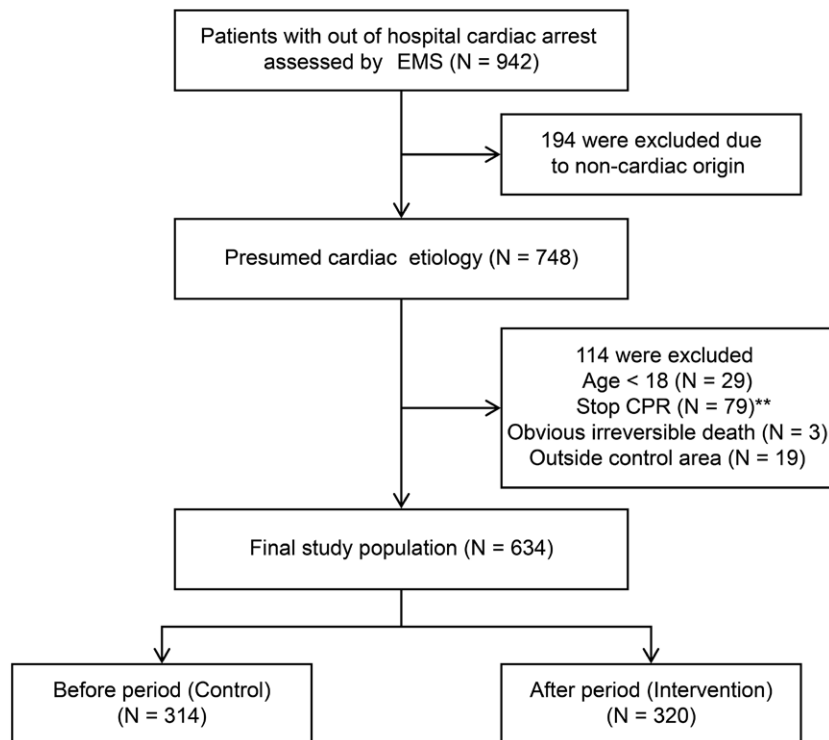 Patients with out of hospital cardiac arrest
assessed by EMS (N = 942)
194 were excluded due
to non-cardiac origin
Presumed cardiac etiology (N = 748)
114 were excluded
Age < 18 (N = 29)
Stop CPR (N = 79)**
Obvious irreversible death (N = 3)
Outside control area (N = 19)
Final study population (N = 634)
Before period (Control)
(N = 314)
After period (Intervention)
(N = 320)